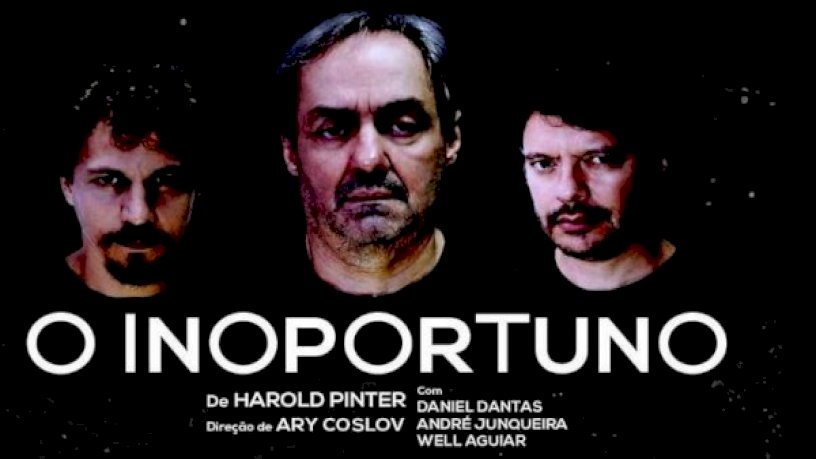 O INOPORTUNO
De HAROLD PINTER
Direção de ARY COSLOV
Com
DANIEL DANTAS
ANDRÉ JUNQUEIRA
WELL AGUIAR